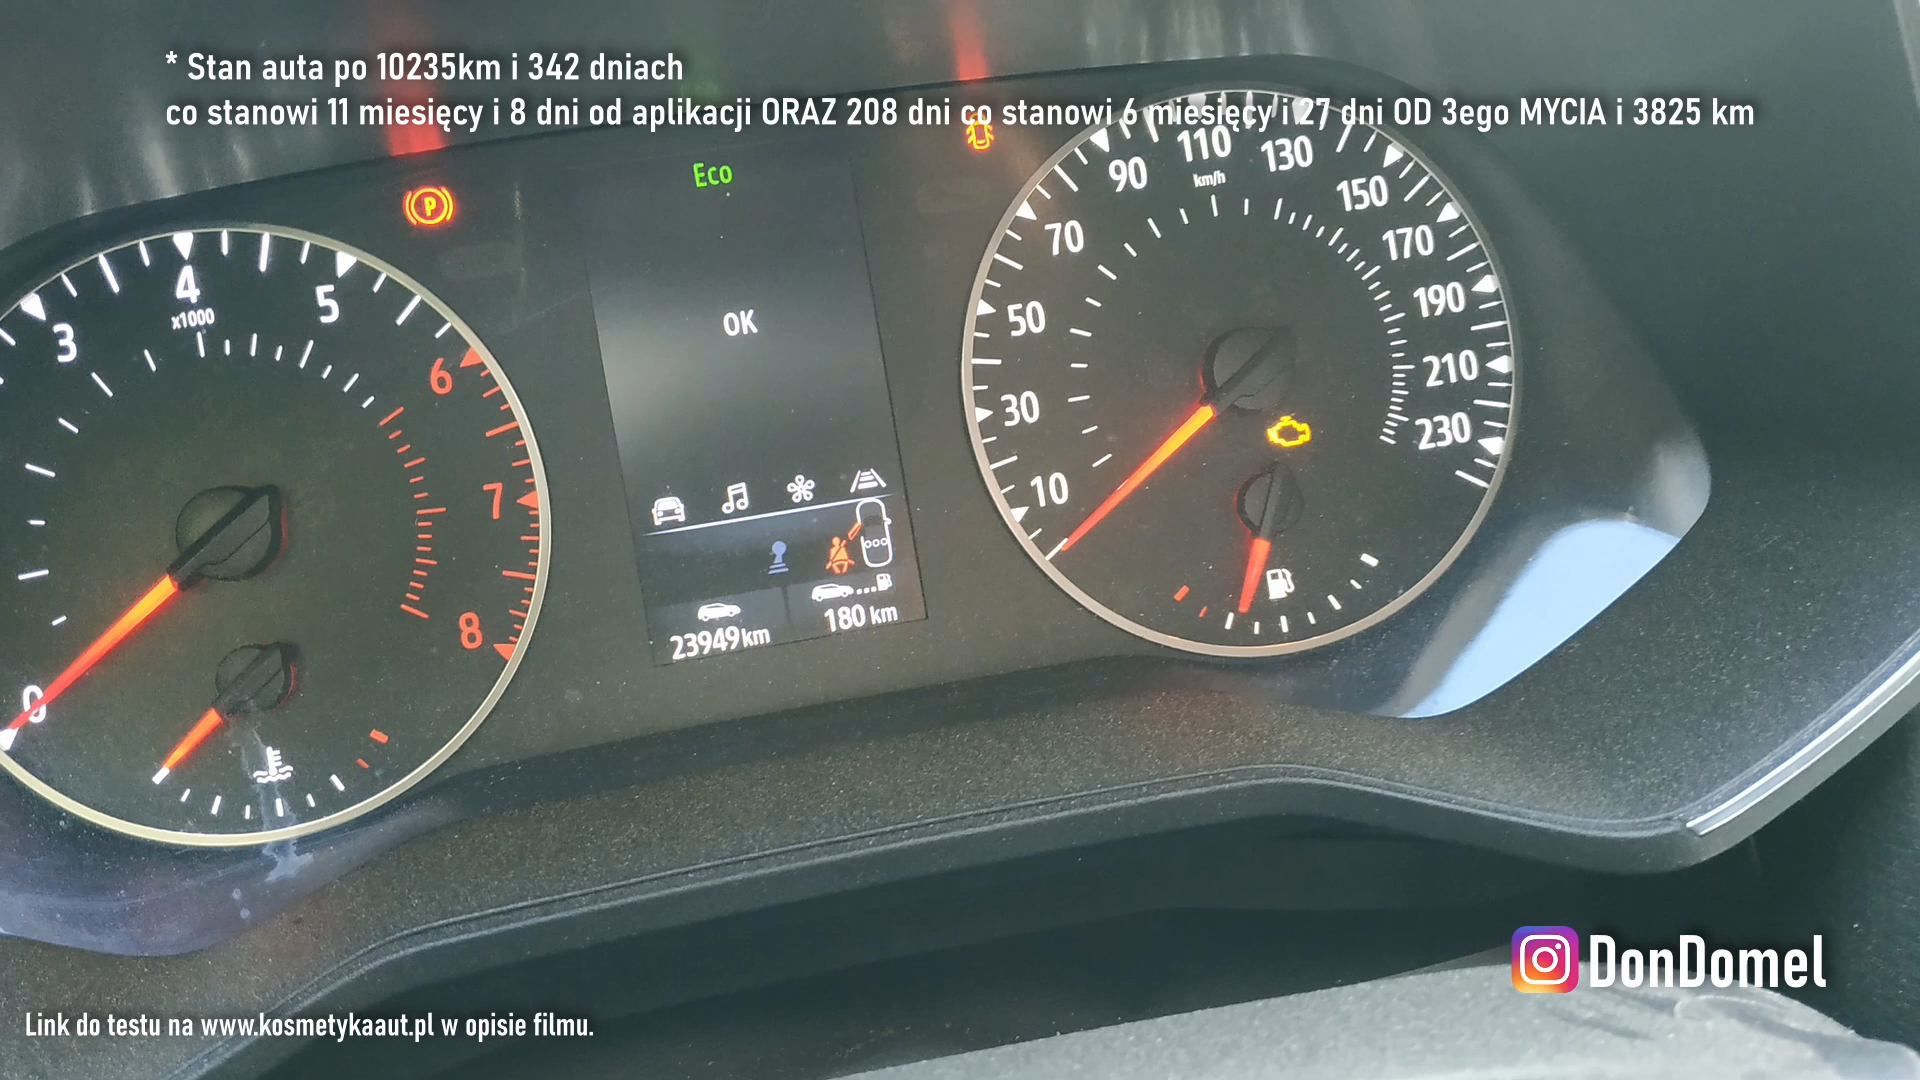 * Stan auta po 10235km i 342 dniach
co stanowi 11 miesięcy i 8 dni od aplikacji ORAZ 208 dni co stanowi 6 miesięcy i 27 dni OD 3ego MYCIA i 3825 km
Eco
P
OK
3 4 5 6 7 8
x1000
0
10 30 50 70 90 110 130 150 170 190 210 230
km/h
23949km
180 km
DonDomel
Link do testu na www.kosmetykaaut.pl w opisie filmu.